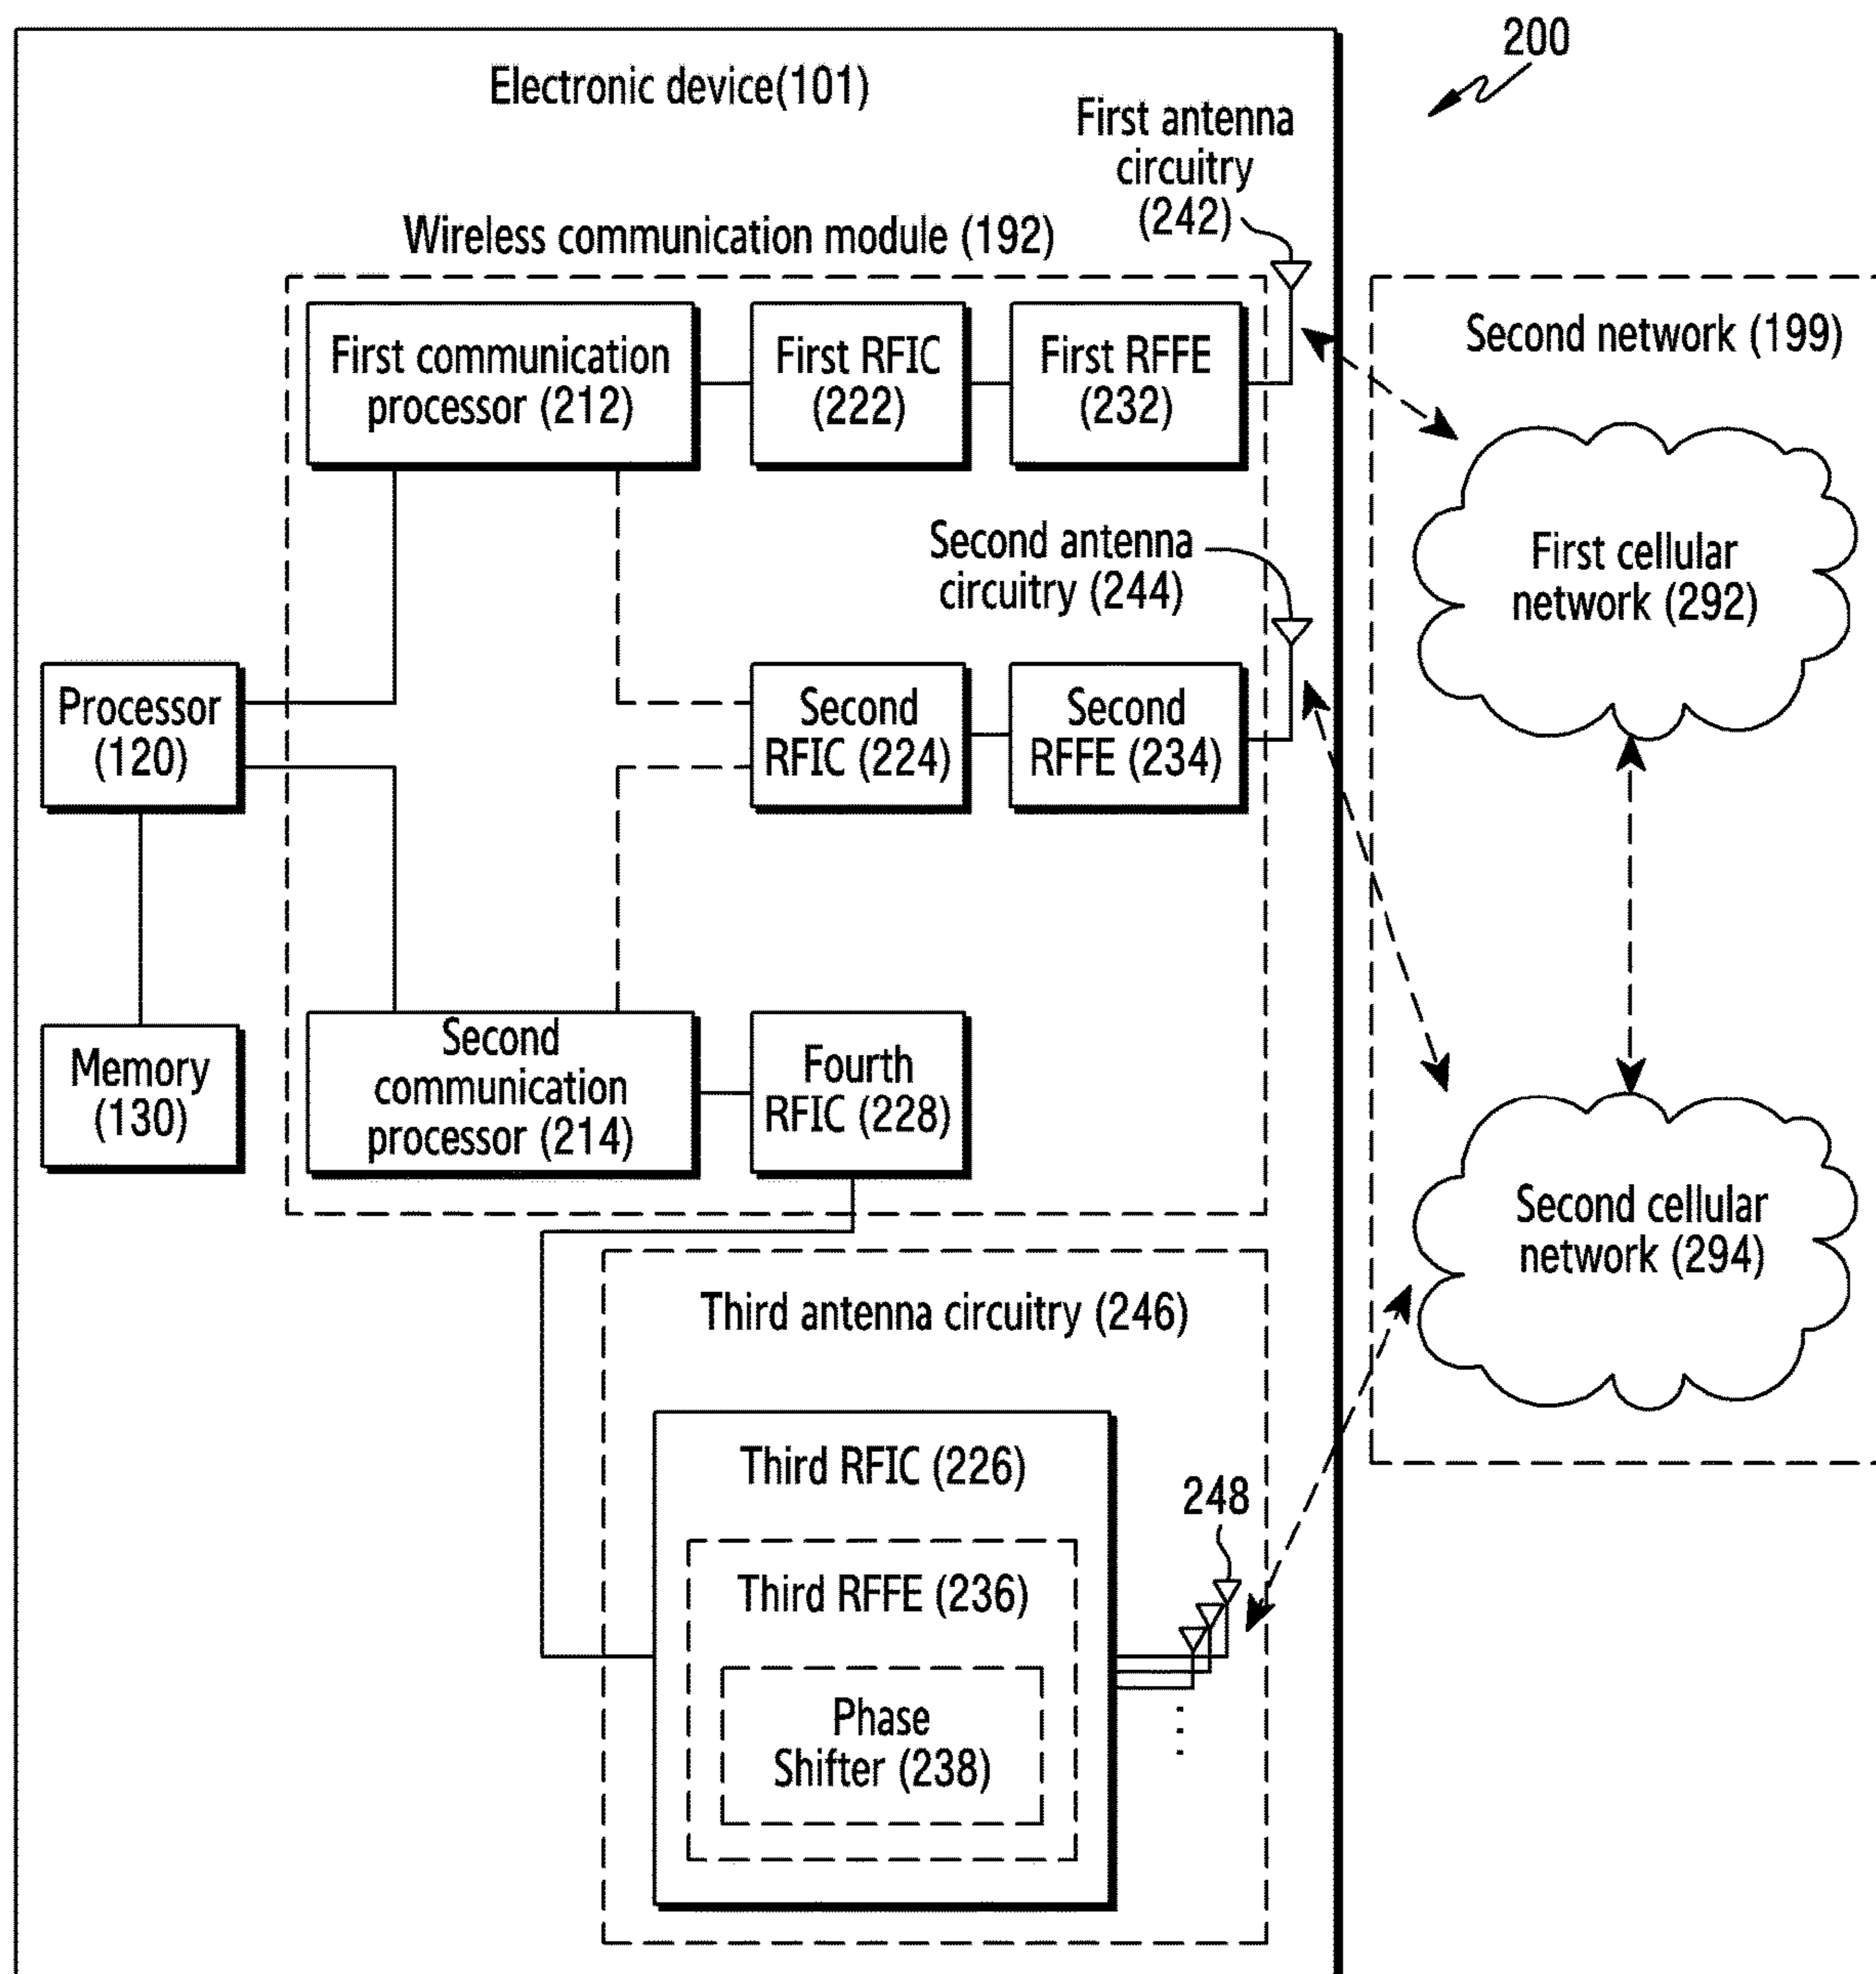 200
Electronic device(101)
First antenna
circuitry
(242)
Wireless communication module (192)
First communication
processor (212)
First RFIC
(222)
First RFFE
(232)
Second network (199)
First cellular
network (292)
Second antenna
circuitry (244)
Processor
(120)
Second
RFIC (224)
Second
RFFE (234)
Memory
(130)
Second
communication
processor (214)
Fourth
RFIC (228)
Second cellular
network (294)
Third antenna circuitry (246)
Third RFIC (226)
248
Third RFFE (236)
Phase
Shifter (238)